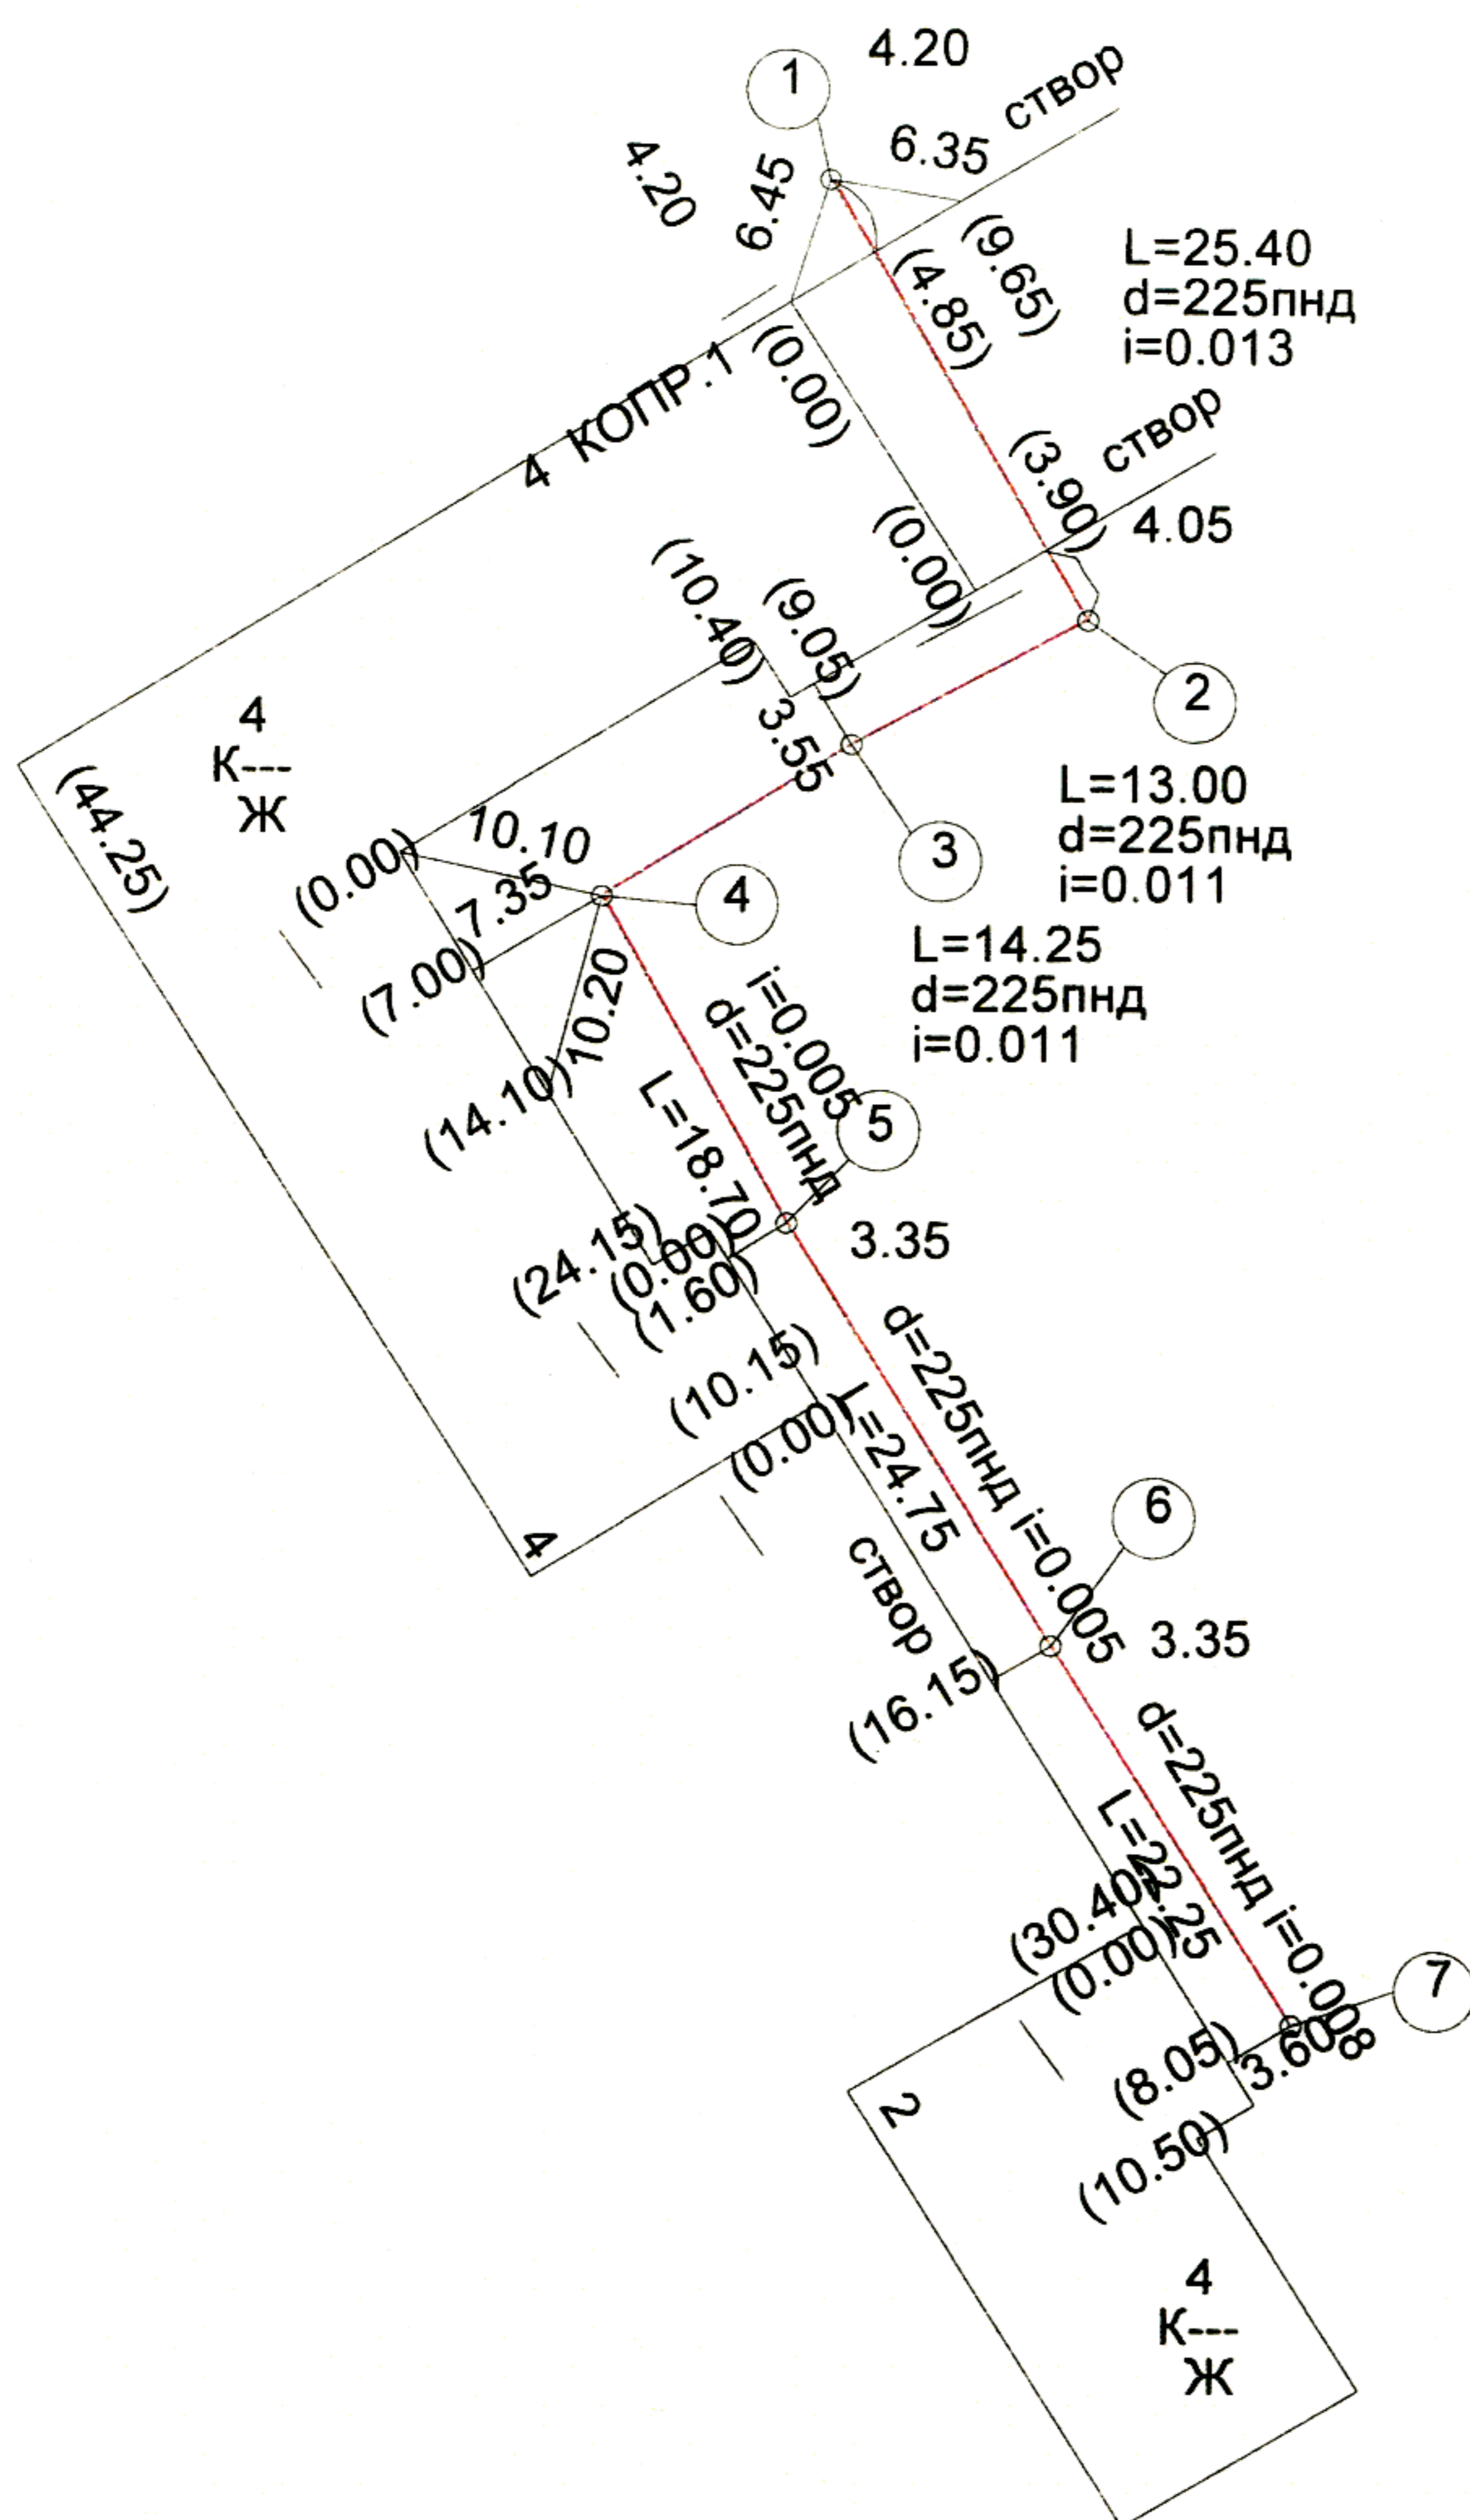 1
4.20
створ
6.35
4.20
6.45
(9.65)
(4.85)
L=25.40
d=225пнд
i=0.013
(0.00)
4 КОПР.1
створ
(3.90)
4.05
(0.00)
(10.40)
(9.05)
2
3.55
4
К---
Ж
(44.25)
L=13.00
d=225пнд
i=0.011
3
10.10
(0.00)
7.35
4
(7.00)
L=14.25
d=225пнд
i=0.011
10.20
i=0.005
d=225пнд
L=18.70
(14.10)
5
(24.15)
(0.00)
(1.60)
3.35
(10.15)
(0.00)
L=24.75
d=225пнд i=0.005
4
створ
6
3.35
(16.15)
d=225пнд i=0.008
L=22.25
(30.40)
(0.00)
7
(8.05)
3.60
2
(10.50)
4
К---
Ж